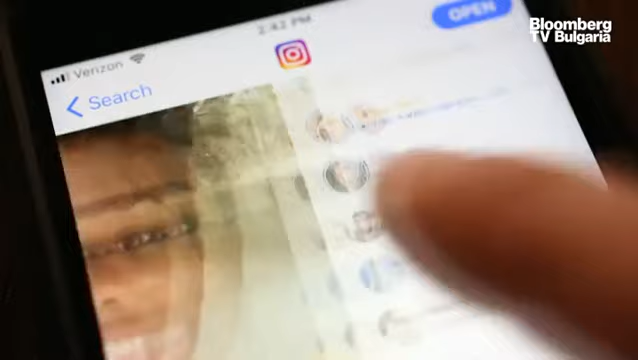 Bloomberg
TV Bulgaria
2:42 PM
Verizon
OPEN
Search